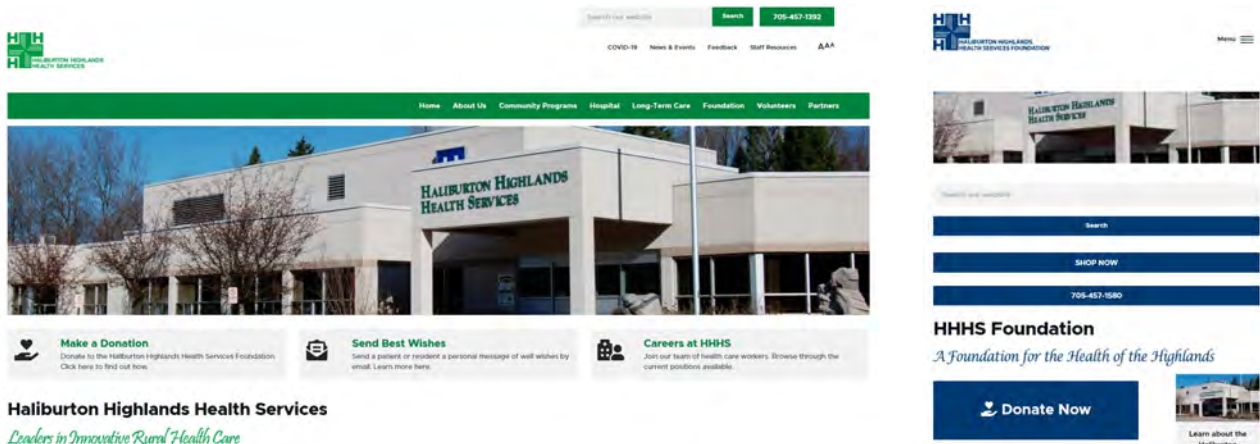 Search our website
Search
705-457-1392
COVID-19 News & Events Feedback Staff Resources AAA
H H
H
HALIBURTON HIGHLANDS
HEALTH SERVICES
Home About Us Community Programs Hospital Long-Term Care Foundation Volunteers Partners
HALIBURTON HIGHLANDS
HEALTH SERVICES
Make a Donation
Donate to the Haliburton Highlands Health Services Foundation.
Click here to find out how.
Send Best Wishes
Send a patient or resident a personal message of well wishes by
email. Learn more here.
Careers at HHHS
Join our team of health care workers. Browse through the
current positions available.
Haliburton Highlands Health Services
Leaders in Innovative Rural Health Care
H H
H
HALIBURTON HIGHLANDS
HEALTH SERVICES FOUNDATION
Menu
HALIBURTON HIGHLANDS
HEALTH SERVICES
Search our website
Search
SHOP NOW
705-457-1580
HHHS Foundation
A Foundation for the Health of the Highlands
Donate Now
Learn about the